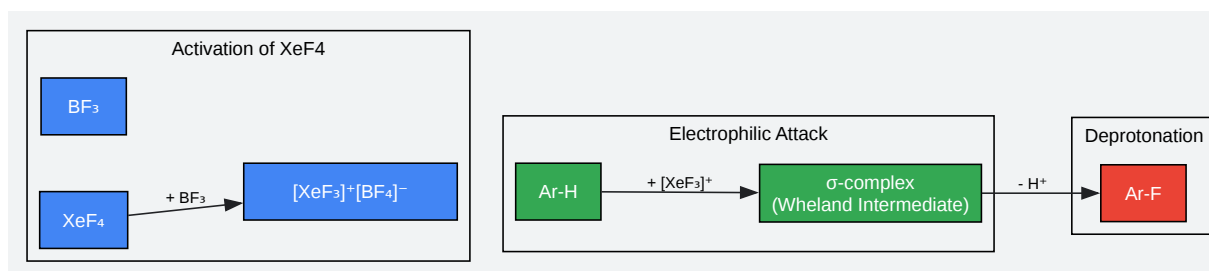 Activation of XeF4
BF₃
XeF₄
+ BF₃
[XeF₃]⁺[BF₄]⁻
Electrophilic Attack
Ar-H
+ [XeF₃]⁺
σ-complex
(Wheland Intermediate)
- H⁺
Deprotonation
Ar-F